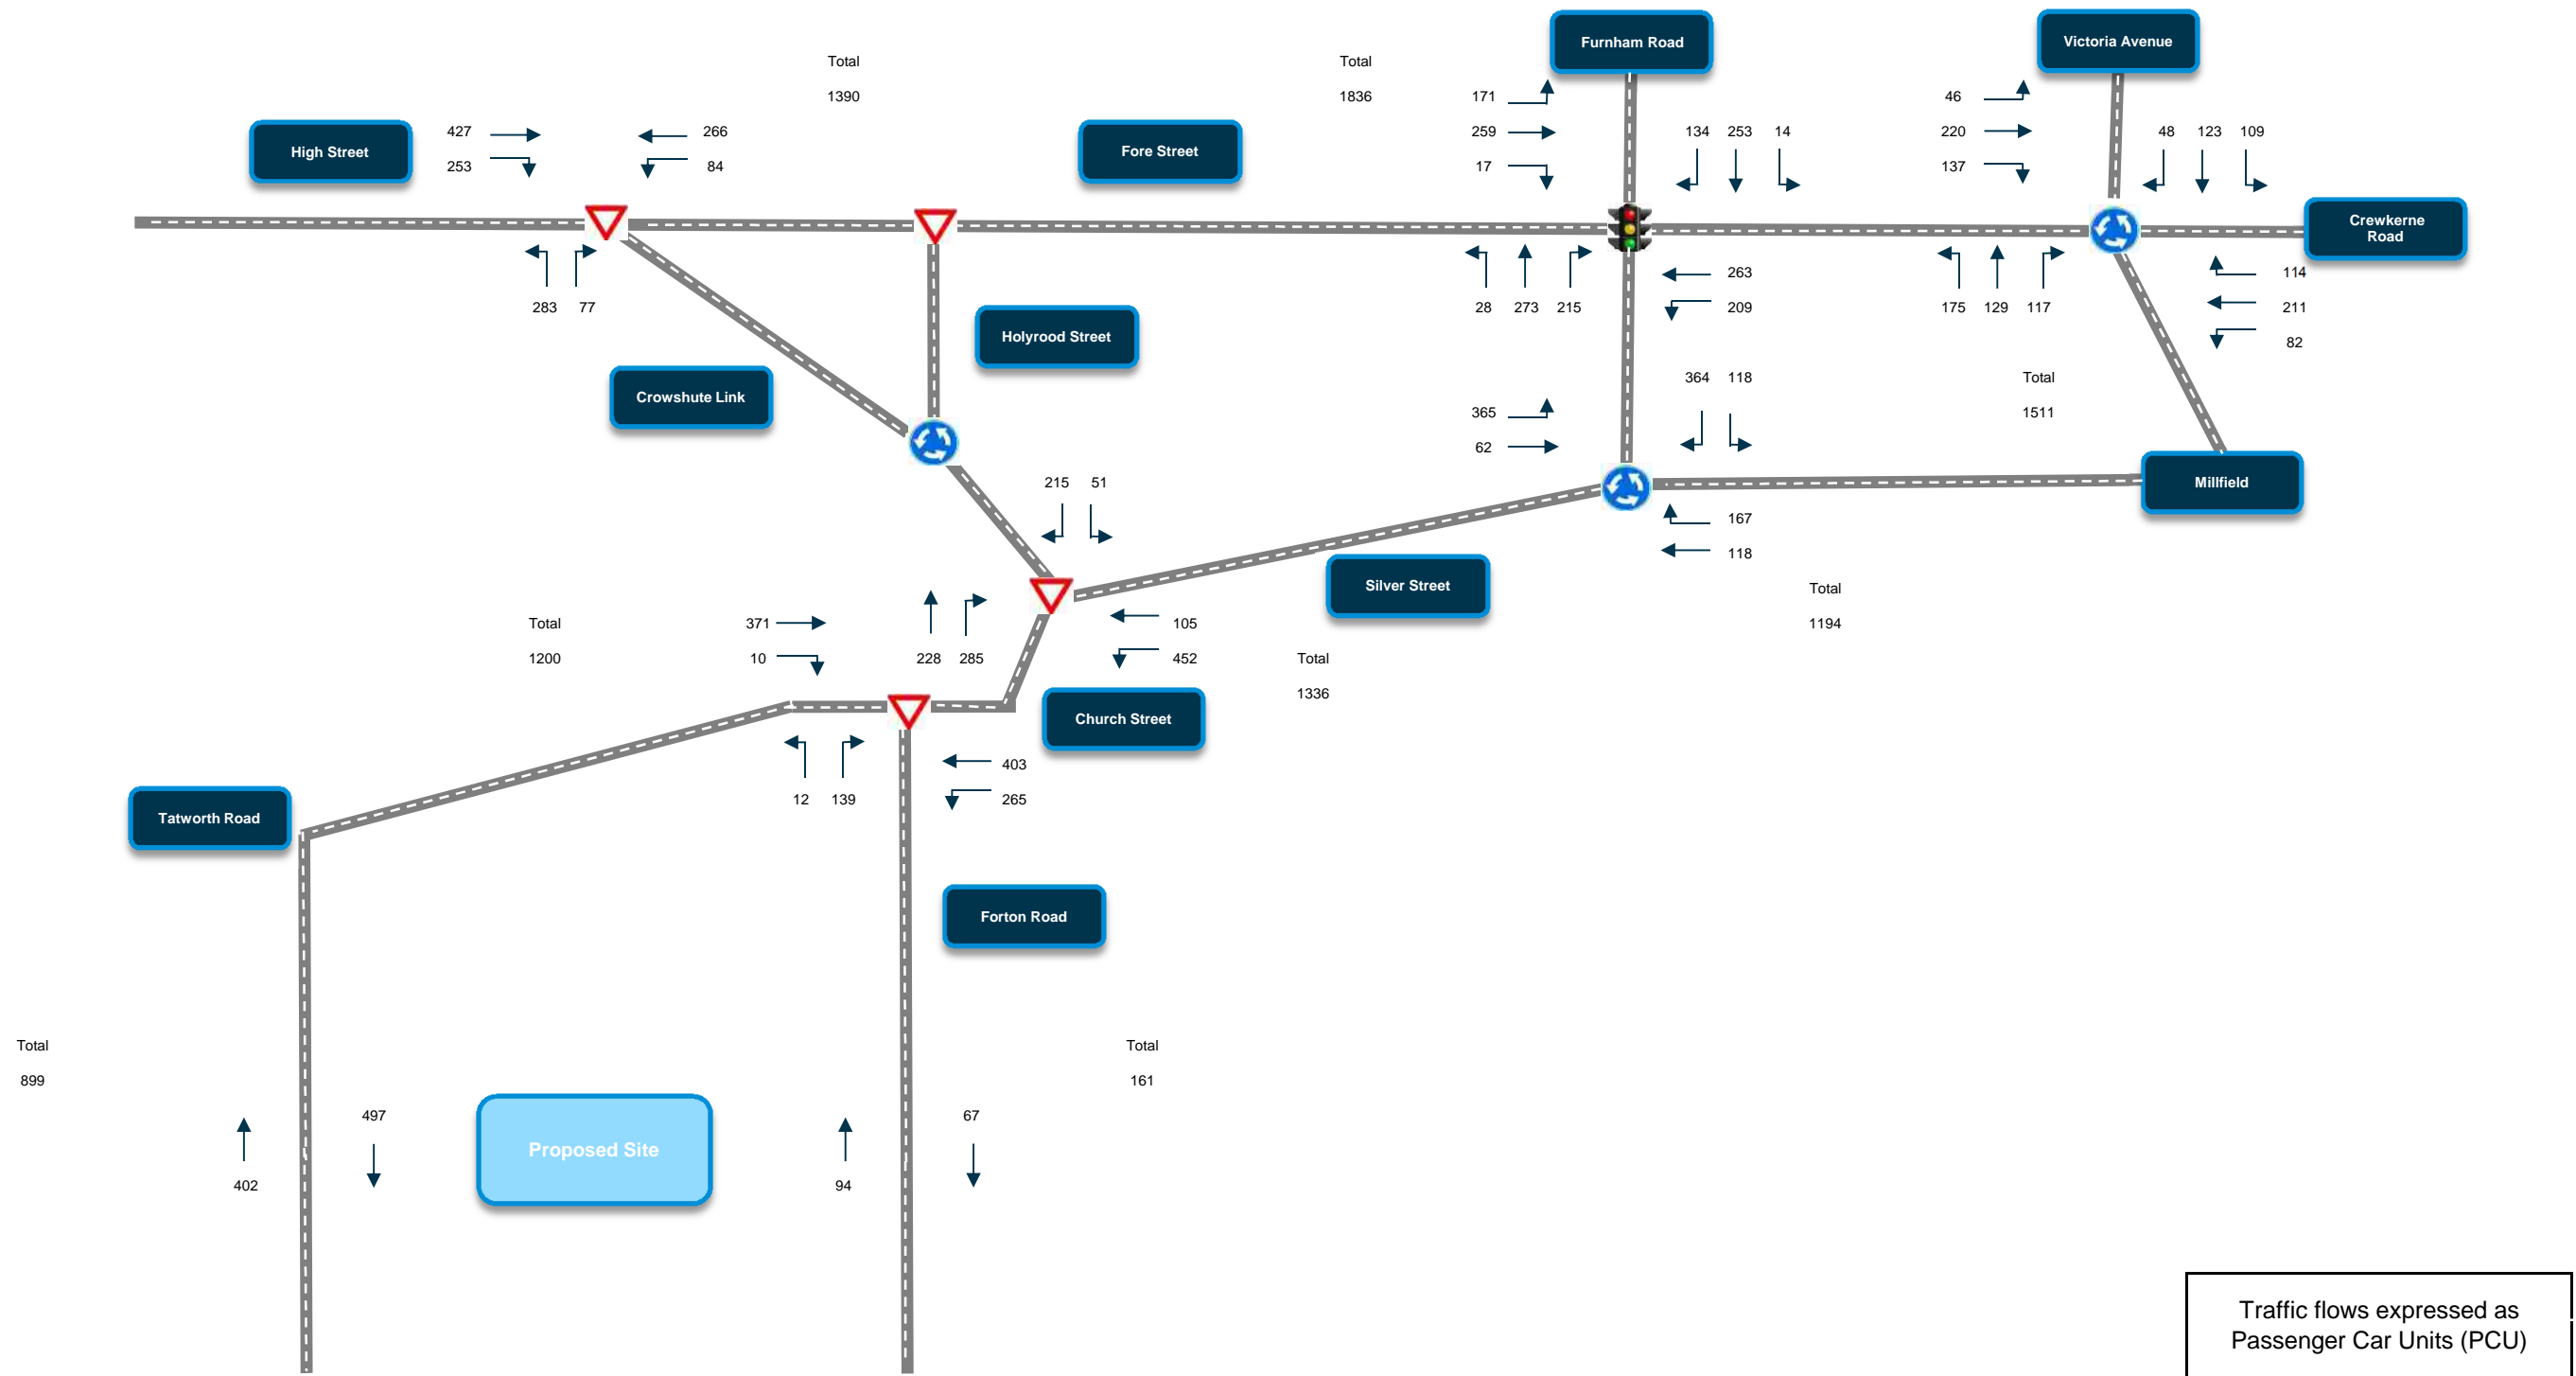 Furnham Road
Victoria Avenue
Total
1390
Total
1836
171
259
17
134 253 14
46
220
137
48 123 109
High Street
427
253
266
84
Fore Street
Crewkerne
Road
283 77
28 273 215
263
209
175 129 117
114
211
82
Holyrood Street
Crowshute Link
365
62
364 118
Total
1511
Millfield
215 51
167
118
Silver Street
Total
1194
Total
1200
371
10
228 285
105
452
Total
1336
Church Street
12 139
403
265
Tatworth Road
Forton Road
Total
899
Total
161
402
497
Proposed Site
94
67
Traffic flows expressed as
Passenger Car Units (PCU)